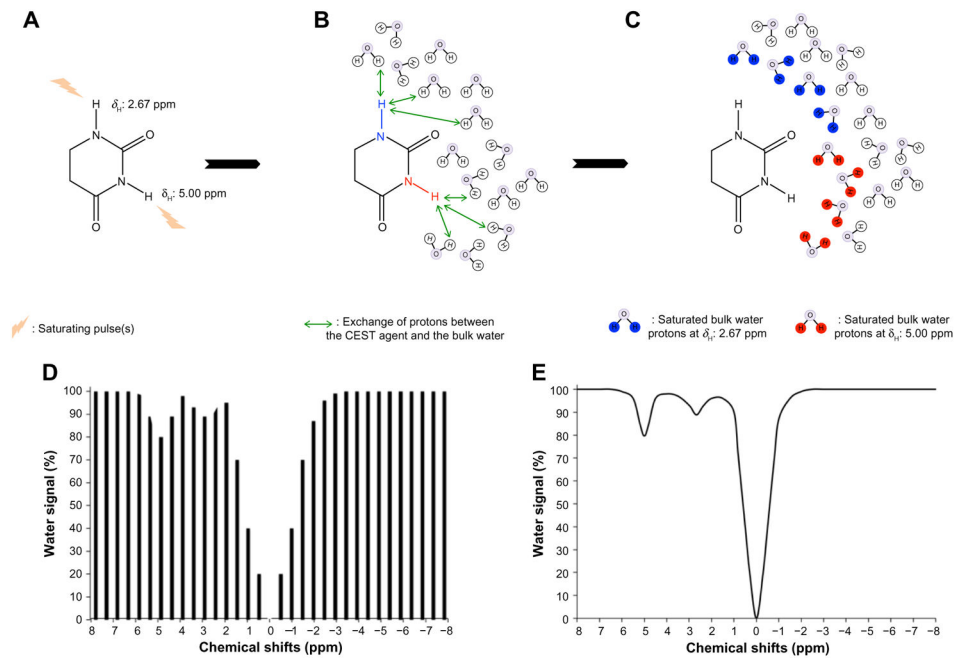 A
B
C
H
δH: 2.67 ppm
N
O
N
H
δH: 5.00 ppm
O
H
N
O
N
H
O
H
N
O
N
H
O
: Saturating pulse(s)
: Exchange of protons between
the CEST agent and the bulk water
: Saturated bulk water
protons at δH: 2.67 ppm
: Saturated bulk water
protons at δH: 5.00 ppm
D
E
Water signal (%)
100
90
80
70
60
50
40
30
20
10
0
8 7 6 5 4 3 2 1 0 −1 −2 −3 −4 −5 −6 −7 −8
Chemical shifts (ppm)
Water signal (%)
100
90
80
70
60
50
40
30
20
10
0
8 7 6 5 4 3 2 1 0 −1 −2 −3 −4 −5 −6 −7 −8
Chemical shifts (ppm)